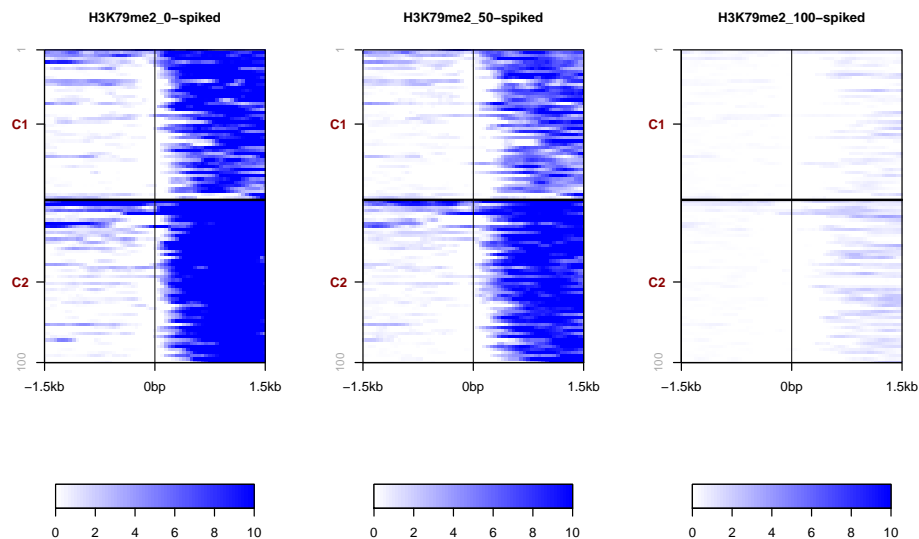 H3K79me2_0−spiked
H3K79me2_50−spiked
H3K79me2_100−spiked
1
1
1
C1
C1
C1
C2
C2
C2
100
100
100
−1.5kb 0bp 1.5kb
−1.5kb 0bp 1.5kb
−1.5kb 0bp 1.5kb
0 2 4 6 8 10
0 2 4 6 8 10
0 2 4 6 8 10